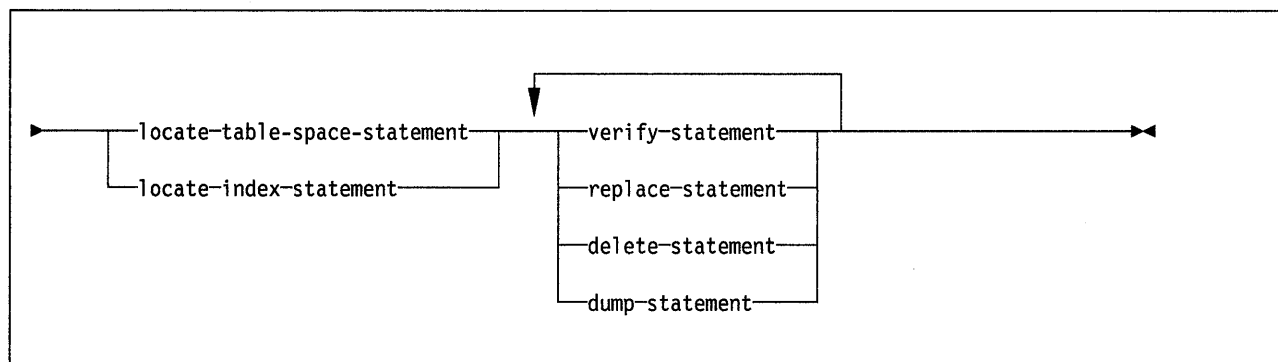 locate-table-space-statement verify-statement
locate-index-statement replace-statement
delete-statement
dump-statement